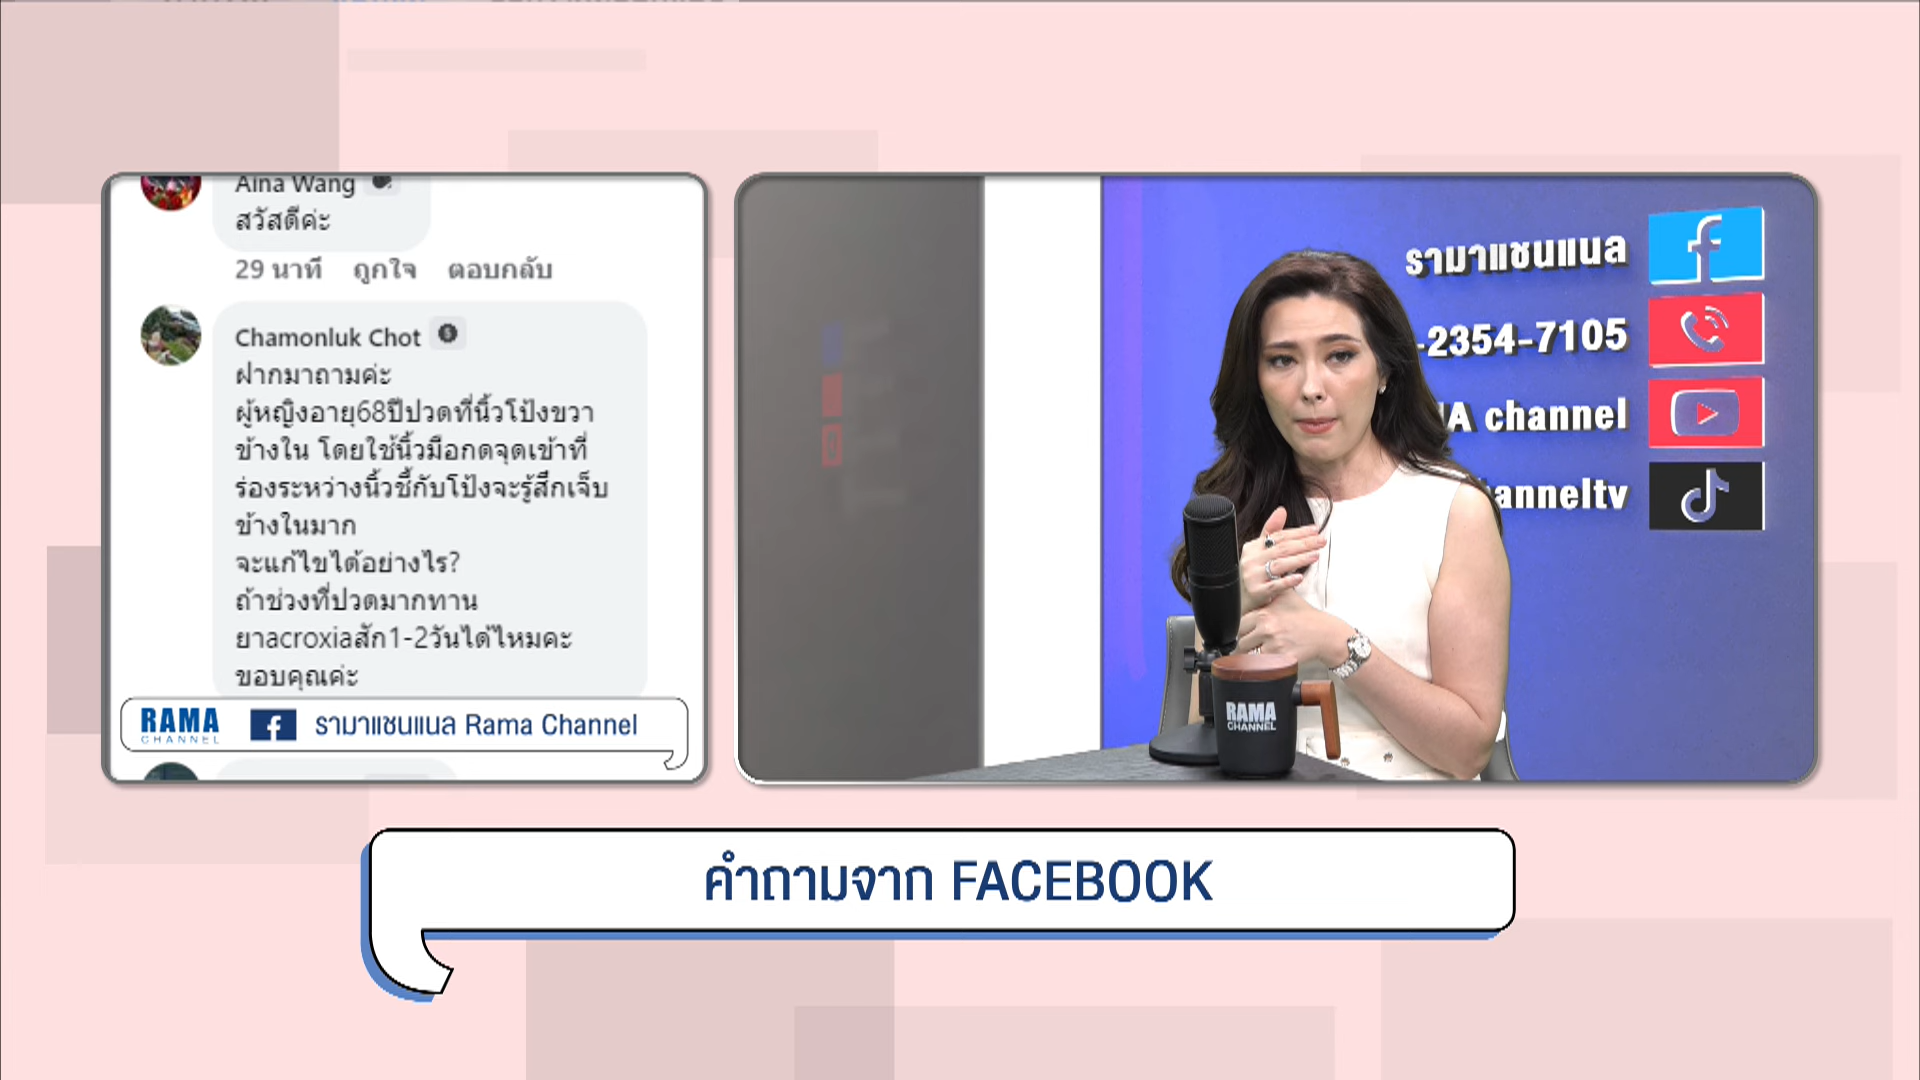 Aina Wang
สวัสดีค่ะ
29 นาที ถูกใจ ตอบกลับ
Chamonluk Chot
ฝากมาถามค่ะ
ผู้หญิงอายุ68ปีปวดที่นิ้วโป้งขวา
ข้างใน โดยใช้นิ้วมือกดจุดเข้าที่
ร่องระหว่างนิ้วชี้กับโป้งจะรู้สึกเจ็บ
ข้างในมาก
จะแก้ไขได้อย่างไร?
ถ้าช่วงที่ปวดมากทาน
ยาacroxiaสัก1-2วันได้ไหมคะ
ขอบคุณค่ะ
RAMA
CHANNEL
รามาแชนแนล Rama Channel
รามาแชนแนล
-2354-7105
A channel
anneltv
RAMA
CHANNEL
คำถามจาก FACEBOOK